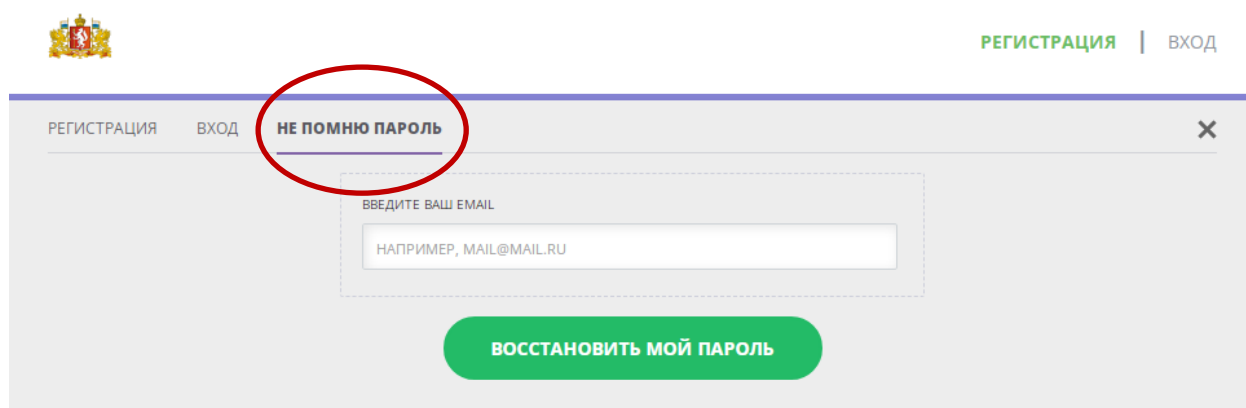 РЕГИСТРАЦИЯ | ВХОД
РЕГИСТРАЦИЯ ВХОД НЕ ПОМНЮ ПАРОЛЬ ×
ВВЕДИТЕ ВАШ EMAIL
НАПРИМЕР, MAIL@MAIL.RU
ВОССТАНОВИТЬ МОЙ ПАРОЛЬ